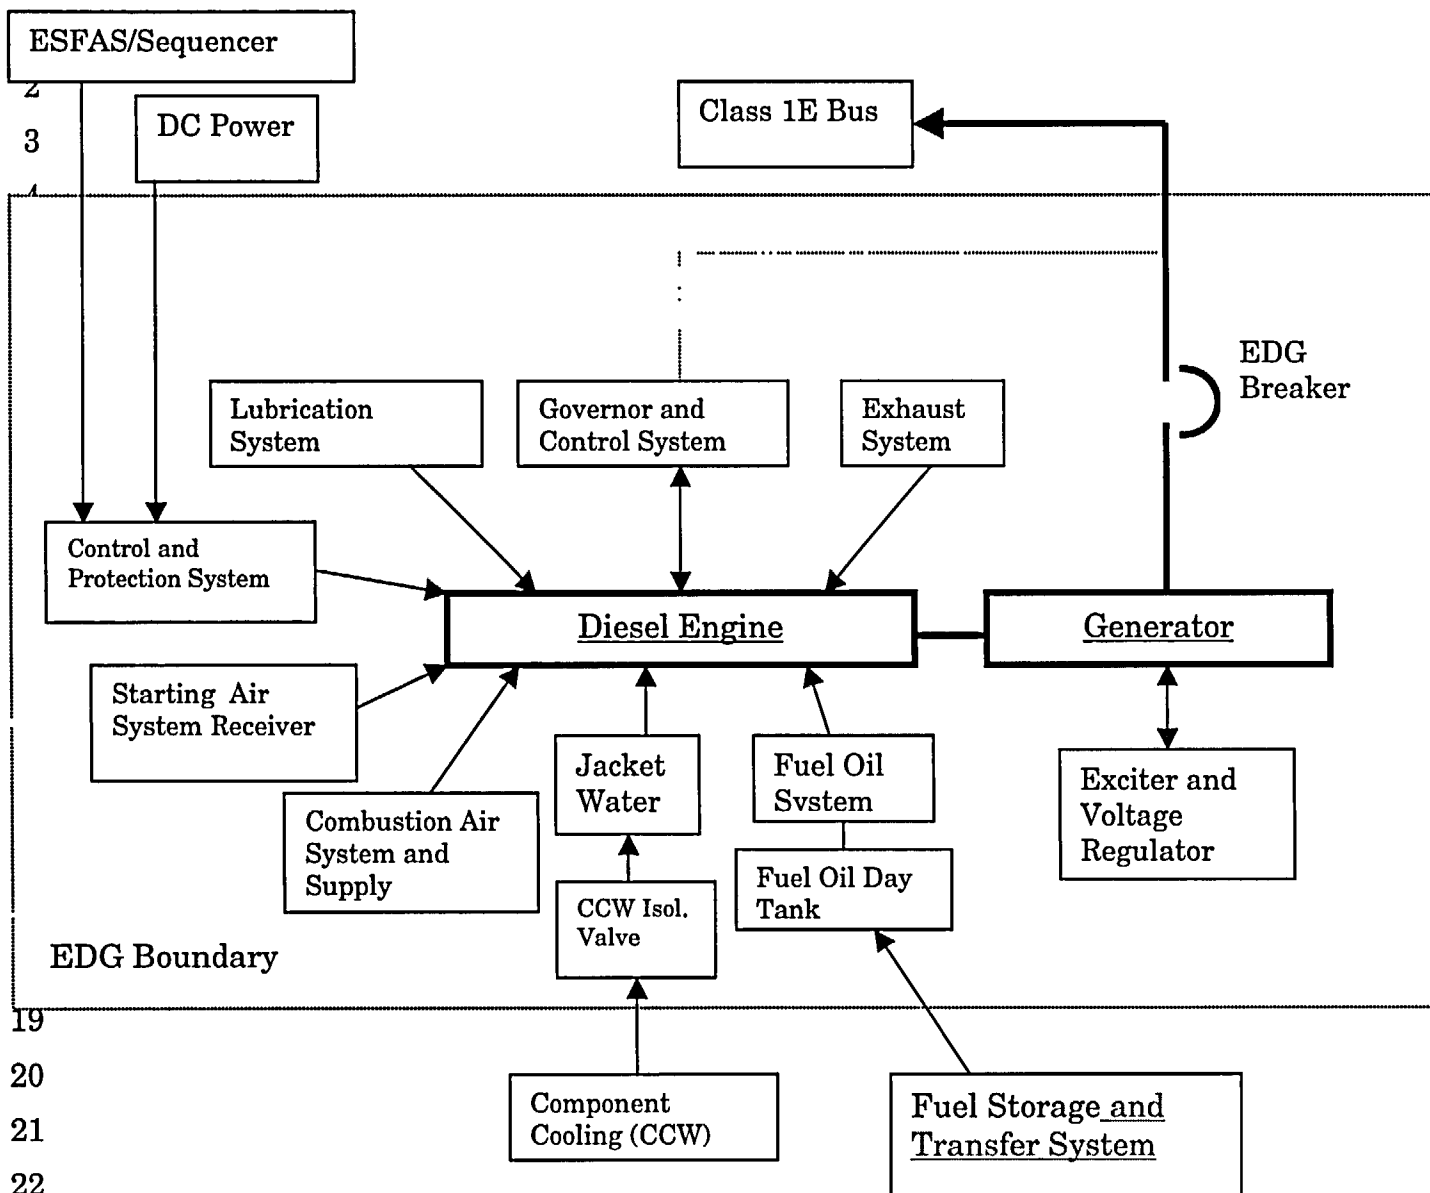 ESFAS/Sequencer
2
DC Power
3
Class 1E Bus
4
EDG
Breaker
Lubrication
System
Governor and
Control System
Exhaust
System
Control and
Protection System
Diesel Engine
Generator
Starting Air
System Receiver
Combustion Air
System and
Supply
Jacket
Water
Fuel Oil
System
Exciter and
Voltage
Regulator
CCW Isol.
Valve
Fuel Oil Day
Tank
EDG Boundary
19
20
21
22
Component
Cooling (CCW)
Fuel Storage and
Transfer System